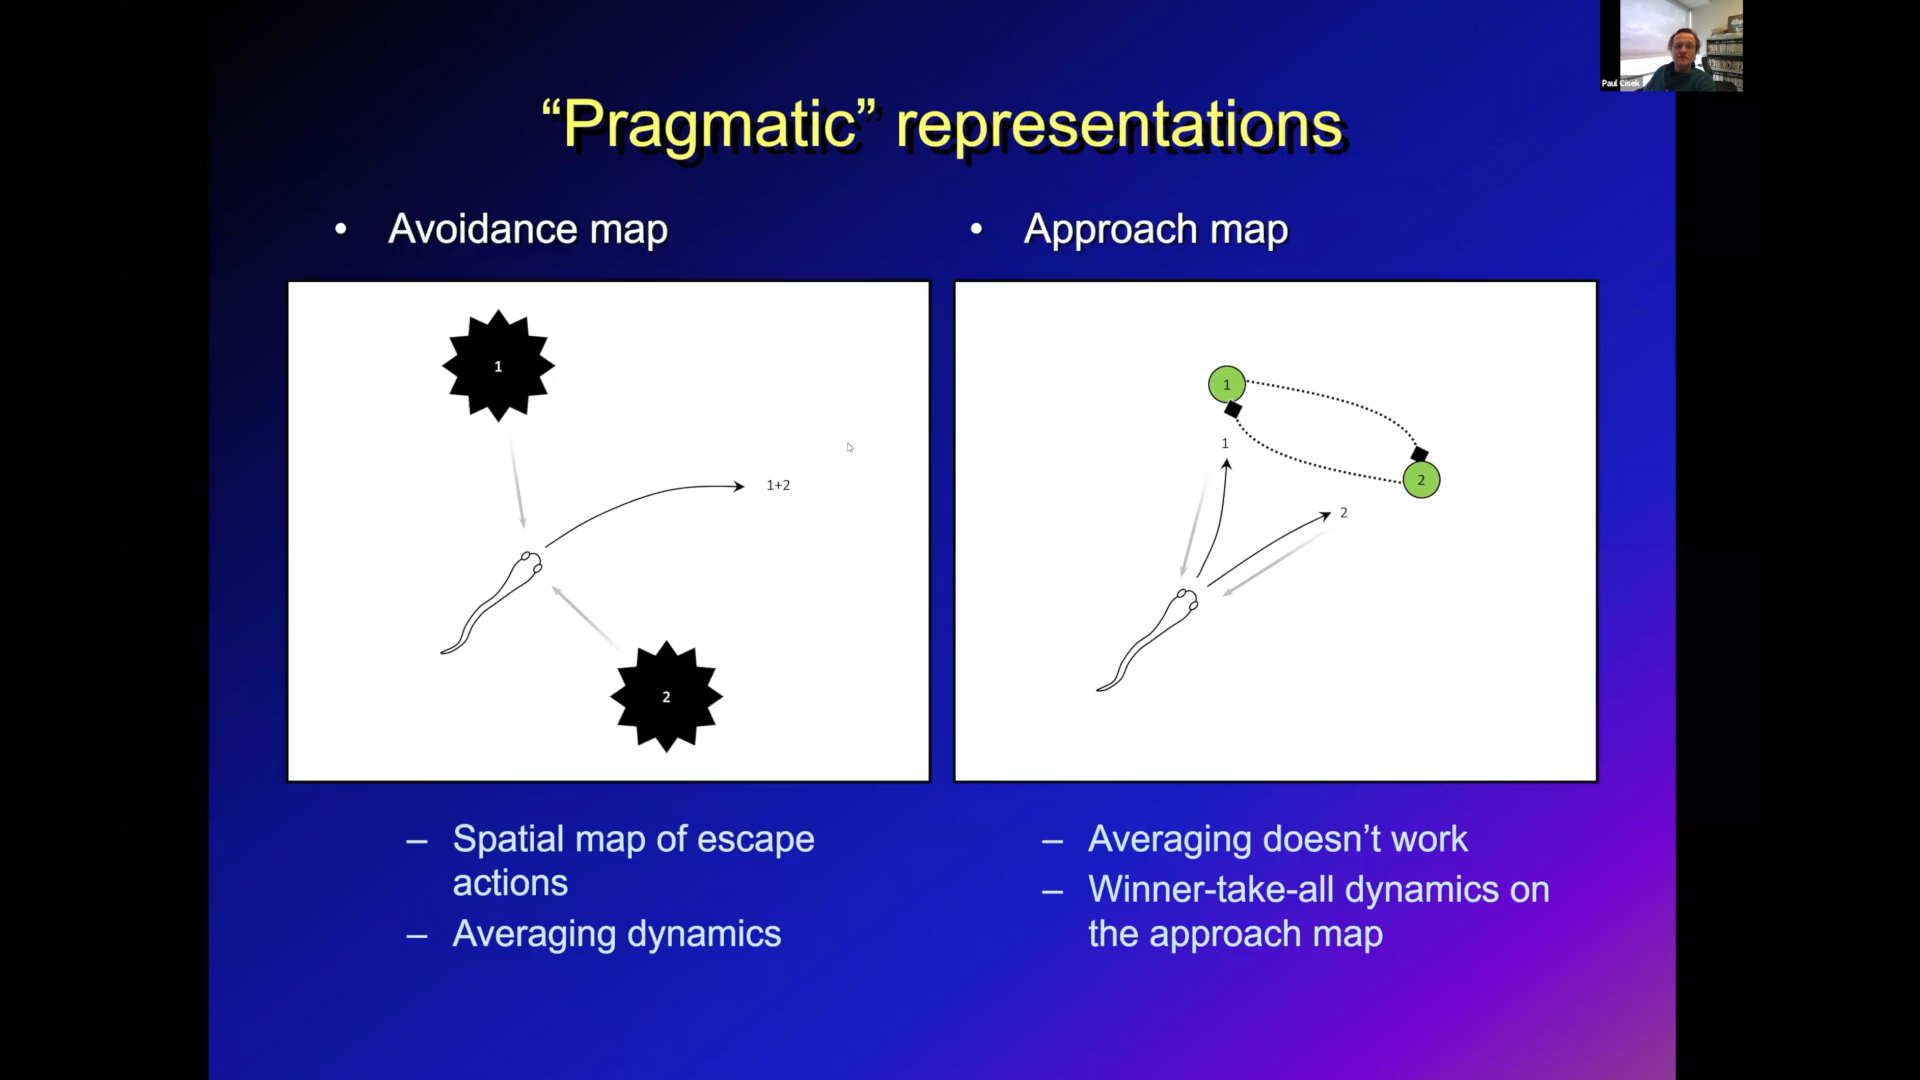 Paul Cisek
“Pragmatic” representations
• Avoidance map
1
1+2
2
– Spatial map of escape
actions
– Averaging dynamics
• Approach map
1
1
2
2
– Averaging doesn’t work
– Winner-take-all dynamics on
the approach map